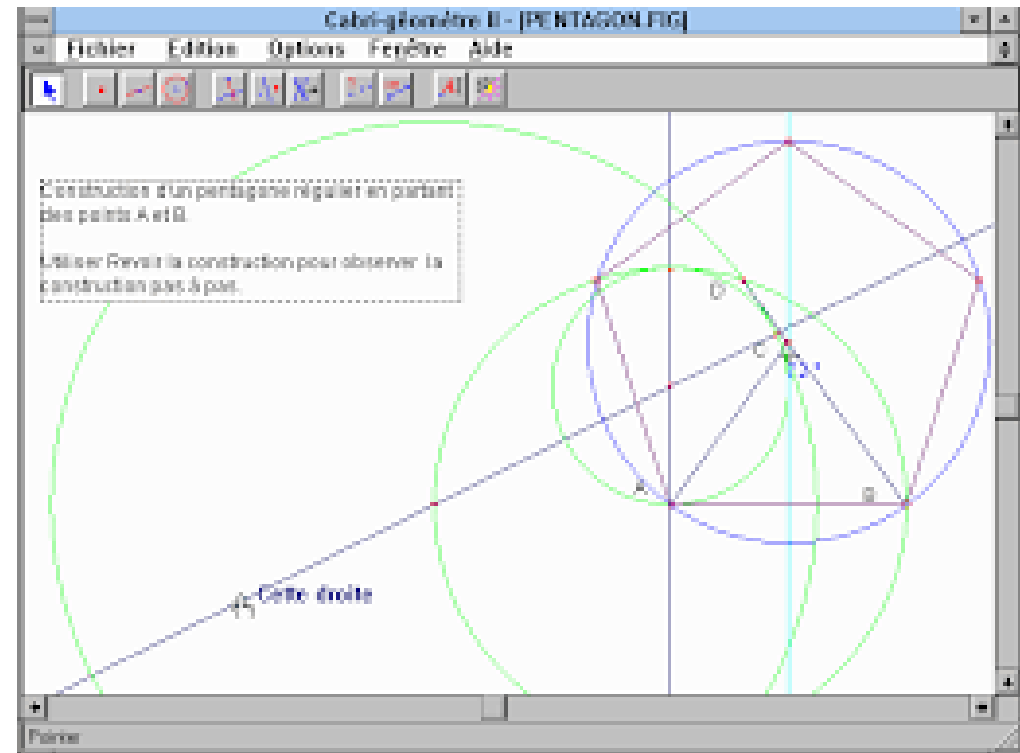 Cabri-géomètre II - [PENTAGON.FIG]
Fichier Edition Options Fenêtre Aide
Construction d'un pentagone régulier en partant
des points A et B.
Utiliser Revoir la construction pour observer la
construction pas à pas.
D
C
A
B
Cette droite
Pointer